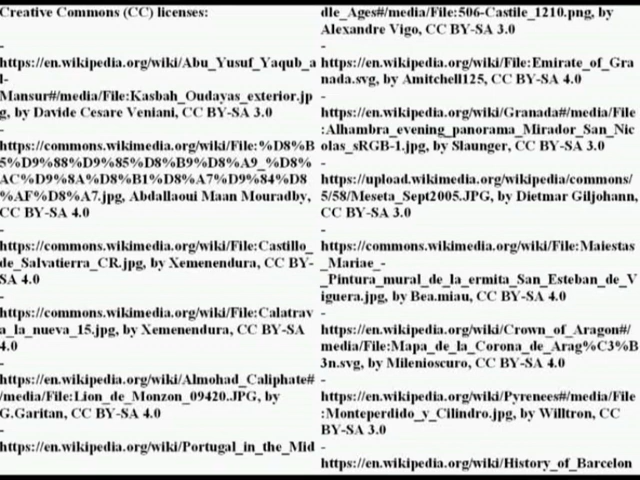 Creative Commons (CC) licenses:
-
https://en.wikipedia.org/wiki/Abu_Yusuf_Yaqub_a
l-
Mansur#/media/File:Kasbah_Oudayas_exterior.jp
g, by Davide Cesare Veniani, CC BY-SA 3.0
-
https://commons.wikimedia.org/wiki/File:%D8%B
5%D9%88%D9%85%D8%B9%D8%A9_%D8%
AC%D9%8A%D8%B1%D8%A7%D9%84%D8
%AF%D8%A7.jpg, Abdallaoui Maan Mouradby,
CC BY-SA 4.0
-
https://commons.wikimedia.org/wiki/File:Castillo_
de_Salvatierra_CR.jpg, by Xemenendura, CC BY-
SA 4.0
-
https://commons.wikimedia.org/wiki/File:Calatrav
a_la_nueva_15.jpg, by Xemenendura, CC BY-SA
4.0
-
https://en.wikipedia.org/wiki/Almohad_Caliphate#
/media/File:Lion_de_Monzon_09420.JPG, by
G.Garitan, CC BY-SA 4.0
-
https://en.wikipedia.org/wiki/Portugal_in_the_Mid
dle_Ages#/media/File:506-Castile_1210.png, by
Alexandre Vigo, CC BY-SA 3.0
-
https://en.wikipedia.org/wiki/File:Emirate_of_Gra
nada.svg, by Amitchell125, CC BY-SA 4.0
-
https://en.wikipedia.org/wiki/Granada#/media/File
:Alhambra_evening_panorama_Mirador_San_Nic
olas_sRGB-1.jpg, by Slaunger, CC BY-SA 3.0
-
https://upload.wikimedia.org/wikipedia/commons/
5/58/Meseta_Sept2005.JPG, by Dietmar Giljohann,
CC BY-SA 3.0
-
https://commons.wikimedia.org/wiki/File:Maiestas
_Mariae_-
_Pintura_mural_de_la_ermita_San_Esteban_de_V
iguera.jpg, by Bea.miau, CC BY-SA 4.0
-
https://en.wikipedia.org/wiki/Crown_of_Aragon#/
media/File:Mapa_de_la_Corona_de_Arag%C3%B
3n.svg, by Milenioscuro, CC BY-SA 4.0
-
https://en.wikipedia.org/wiki/Pyrenees#/media/File
:Monteperdido_y_Cilindro.jpg, by Willtron, CC
BY-SA 3.0
-
https://en.wikipedia.org/wiki/History_of_Barcelon